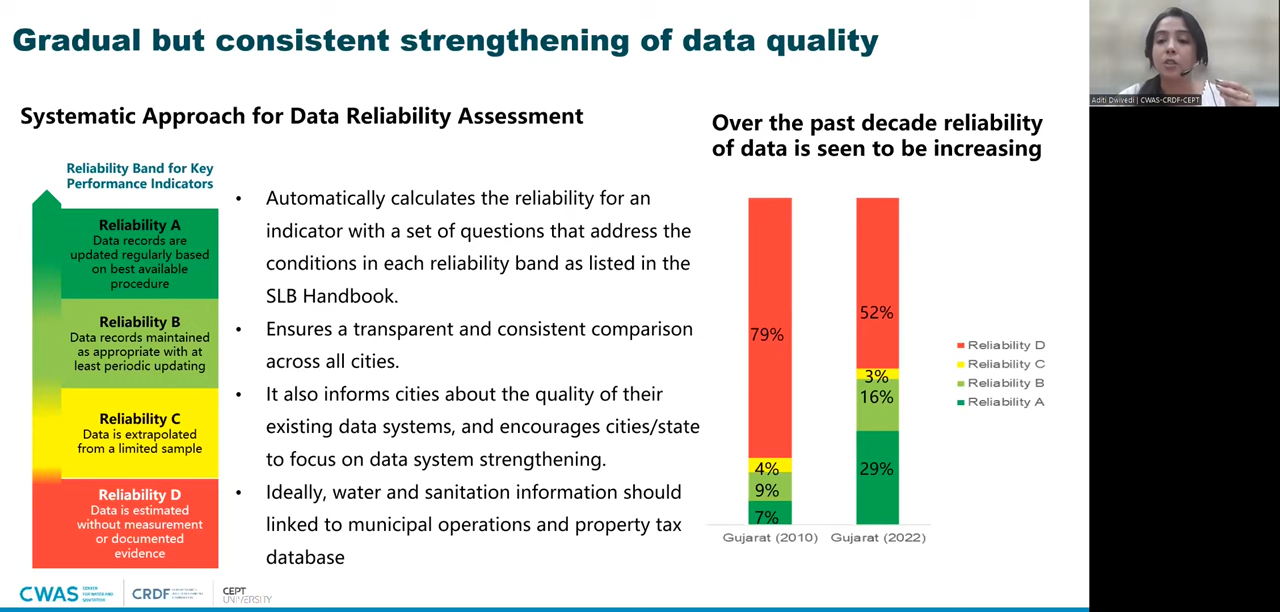 Gradual but consistent strengthening of data quality
Aditi Dwivedi | CWAS-CRDF-CEPT
Systematic Approach for Data Reliability Assessment
Reliability Band for Key
Performance Indicators
Reliability A
Data records are
updated regularly based
on best available
procedure
Reliability B
Data records maintained
as appropriate with at
least periodic updating
Reliability C
Data is extrapolated
from a limited sample
Reliability D
Data is estimated
without measurement
or documented
evidence
• Automatically calculates the reliability for an
indicator with a set of questions that address the
conditions in each reliability band as listed in the
SLB Handbook.
• Ensures a transparent and consistent comparison
across all cities.
• It also informs cities about the quality of their
existing data systems, and encourages cities/state
to focus on data system strengthening.
• Ideally, water and sanitation information should
linked to municipal operations and property tax
database
Over the past decade reliability
of data is seen to be increasing
79%
4%
9%
7%
52%
3%
16%
29%
Gujarat (2010)
Gujarat (2022)
Reliability D
Reliability C
Reliability B
Reliability A
CWAS
CENTER
FOR WATER AND
SANITATION
CRDF
CEPT
UNIVERSITY